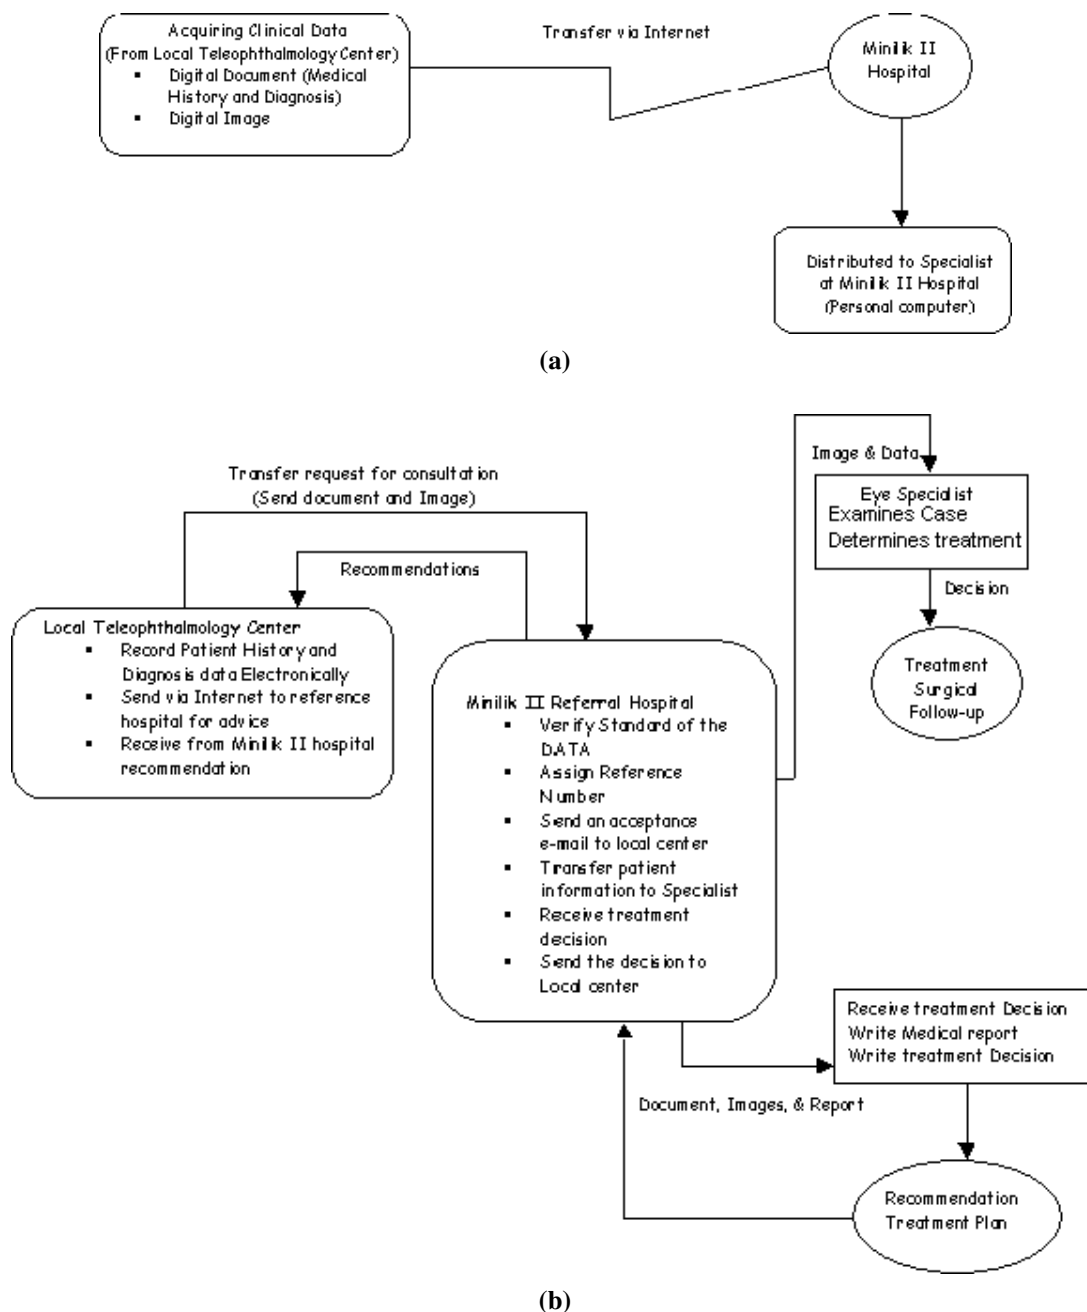 Acquiring Clinical Data
(From Local Teleophthalmology Center)
▪ Digital Document (Medical
History and Diagnosis)
▪ Digital Image
Transfer via Internet
Minilik II
Hospital
Distributed to Specialist
at Minilik II Hospital
(Personal computer)
(a)
Transfer request for consultation
(Send document and Image)
Recommendations
Local Teleophthalmology Center
▪ Record Patient History and
Diagnosis data Electronically
▪ Send via Internet to reference
hospital for advice
▪ Receive from Minilik II hospital
recommendation
Minilik II Referral Hospital
▪ Verify Standard of the
DATA
▪ Assign Reference
Number
▪ Send an acceptance
e-mail to local center
▪ Transfer patient
information to Specialist
▪ Receive treatment
decision
▪ Send the decision to
Local center
Image & Data
Eye Specialist
Examines Case
Determines treatment
Decision
Treatment
Surgical
Follow-up
Receive treatment Decision
Write Medical report
Write treatment Decision
Document, Images, & Report
Recommendation
Treatment Plan
(b)